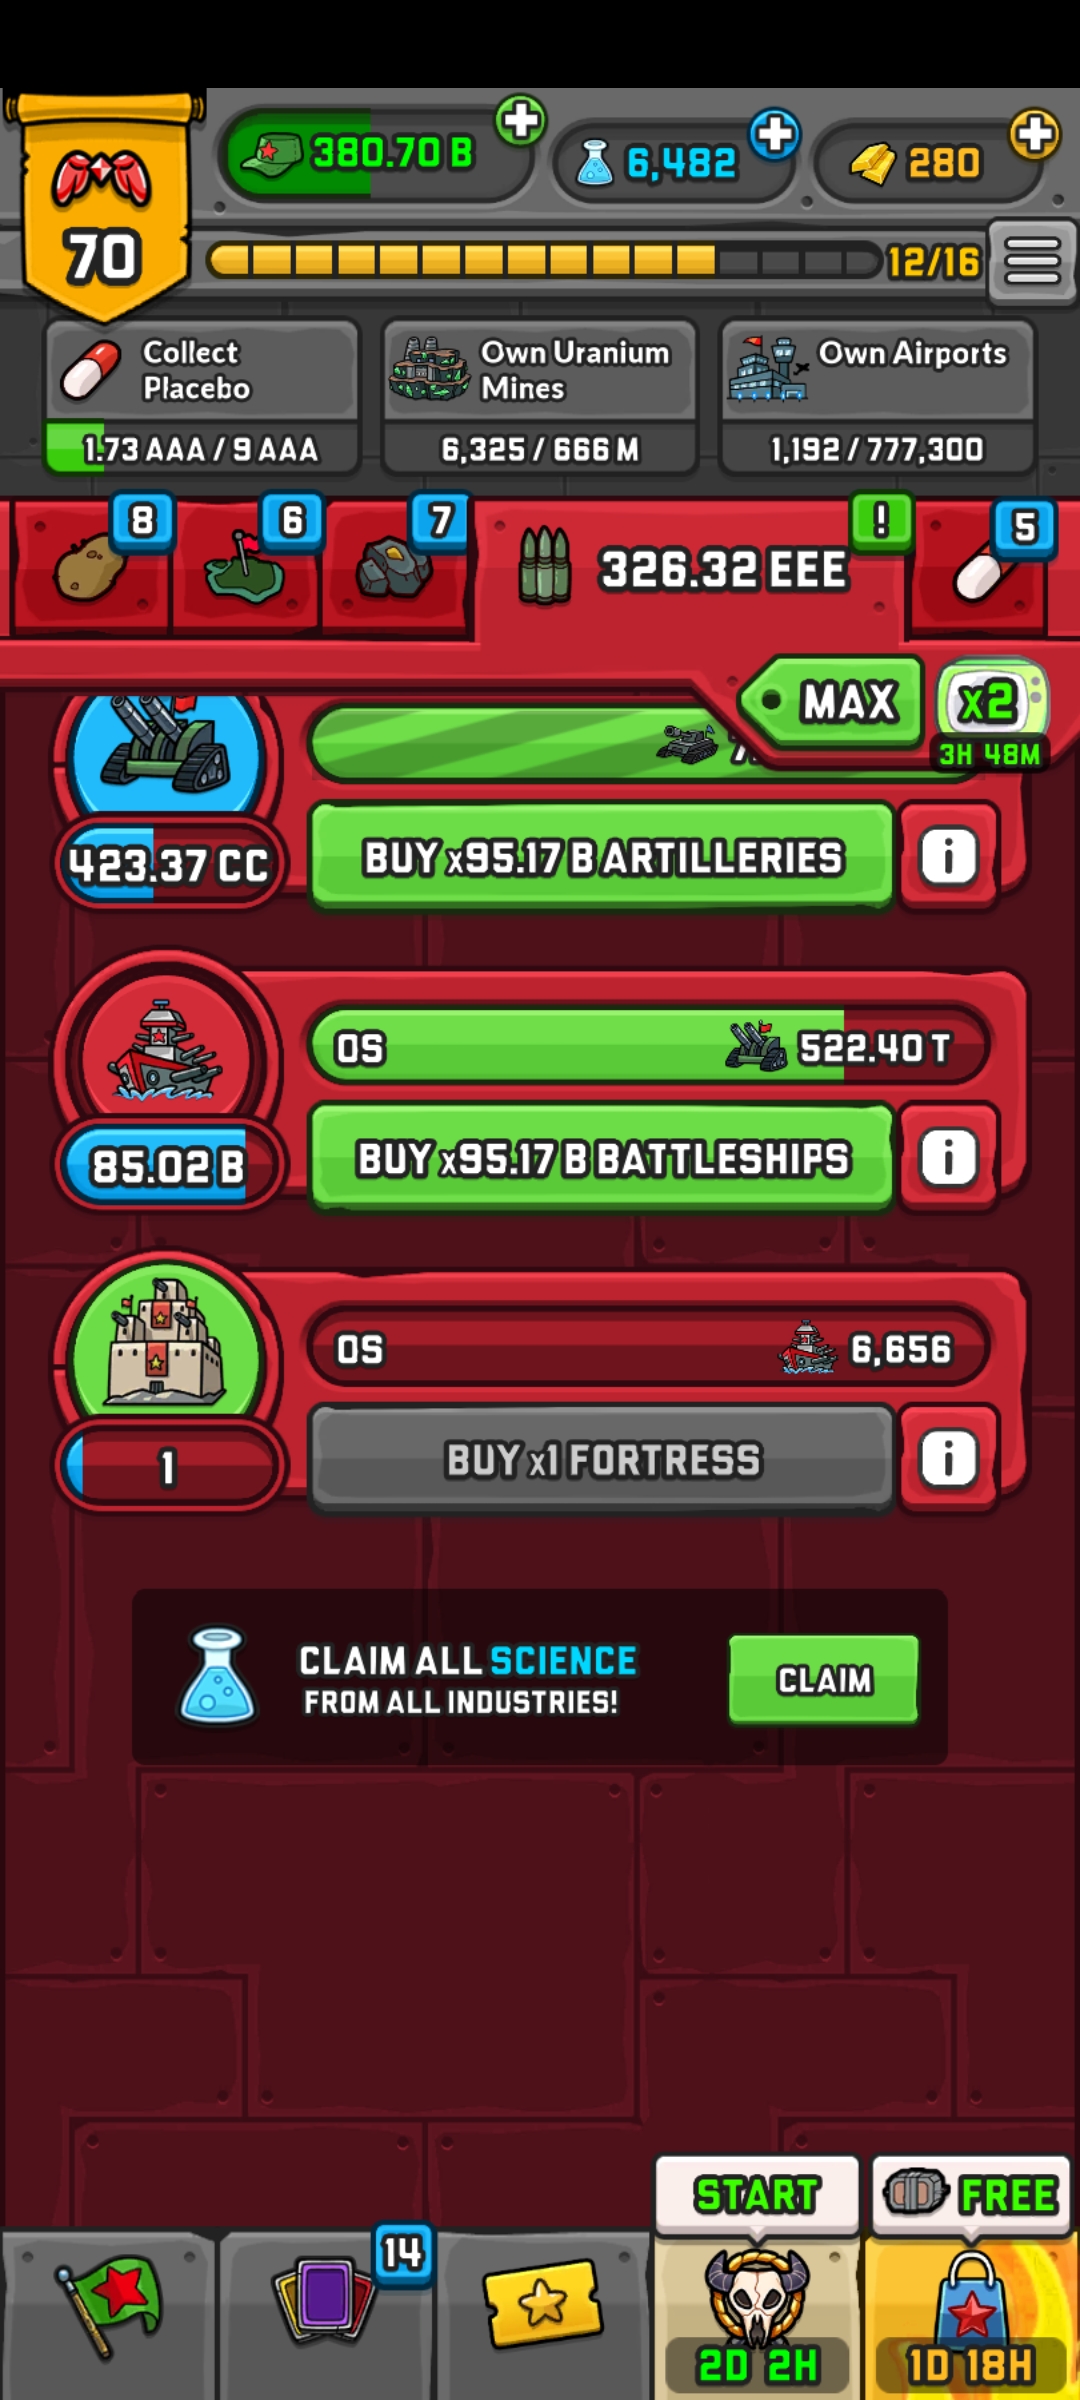 380.70 B
6,482
280
70
12/16
Collect
Placebo
1.73 AAA / 9 AAA
Own Uranium
Mines
6,325 / 666 M
Own Airports
1,192 / 777,300
8
6
7
326.32 EEE
!
5
MAX
x2
3H 48M
423.37 CC
BUY x95.17 B ARTILLERIES
i
0S
522.40 T
85.02 B
BUY x95.17 B BATTLESHIPS
i
0S
6,656
1
BUY x1 FORTRESS
i
CLAIM ALL SCIENCE
FROM ALL INDUSTRIES!
CLAIM
START
FREE
14
2D 2H
1D 18H